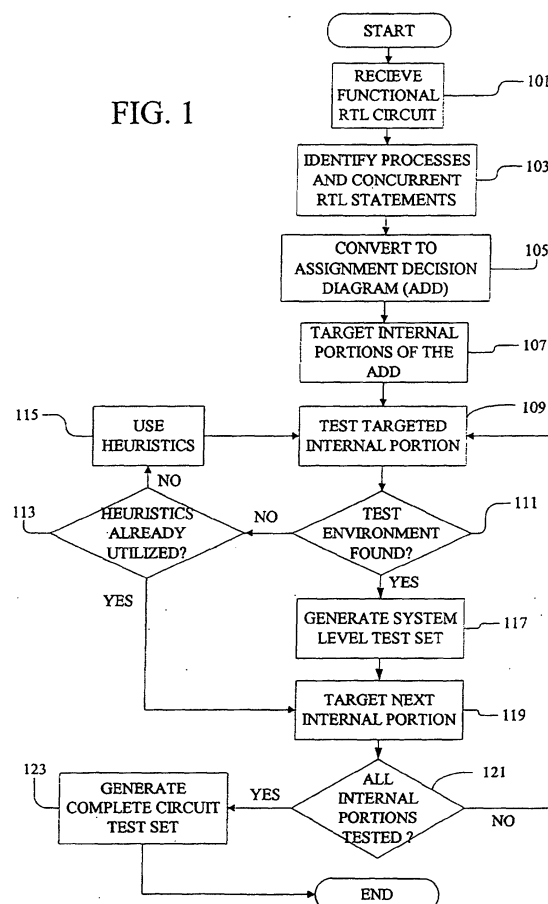 START
FIG. 1
RECIEVE
FUNCTIONAL
RTL CIRCUIT
101
IDENTIFY PROCESSES
AND CONCURRENT
RTL STATEMENTS
103
CONVERT TO
ASSIGNMENT DECISION
DIAGRAM (ADD)
105
TARGET INTERNAL
PORTIONS OF THE
ADD
107
115
USE
HEURISTICS
TEST TARGETED
INTERNAL PORTION
109
NO
113
HEURISTICS
ALREADY
UTILIZED?
NO
TEST
ENVIRONMENT
FOUND?
111
YES
YES
GENERATE SYSTEM
LEVEL TEST SET
117
TARGET NEXT
INTERNAL PORTION
119
123
GENERATE
COMPLETE CIRCUIT
TEST SET
YES
ALL
INTERNAL
PORTIONS
TESTED ?
121
NO
END